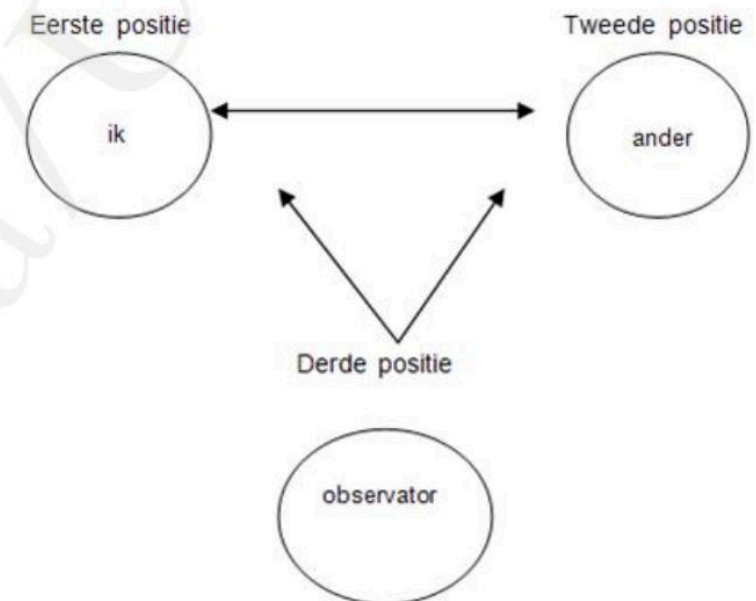 Eerste positie
Tweede positie
ik
ander
Derde positie
observator